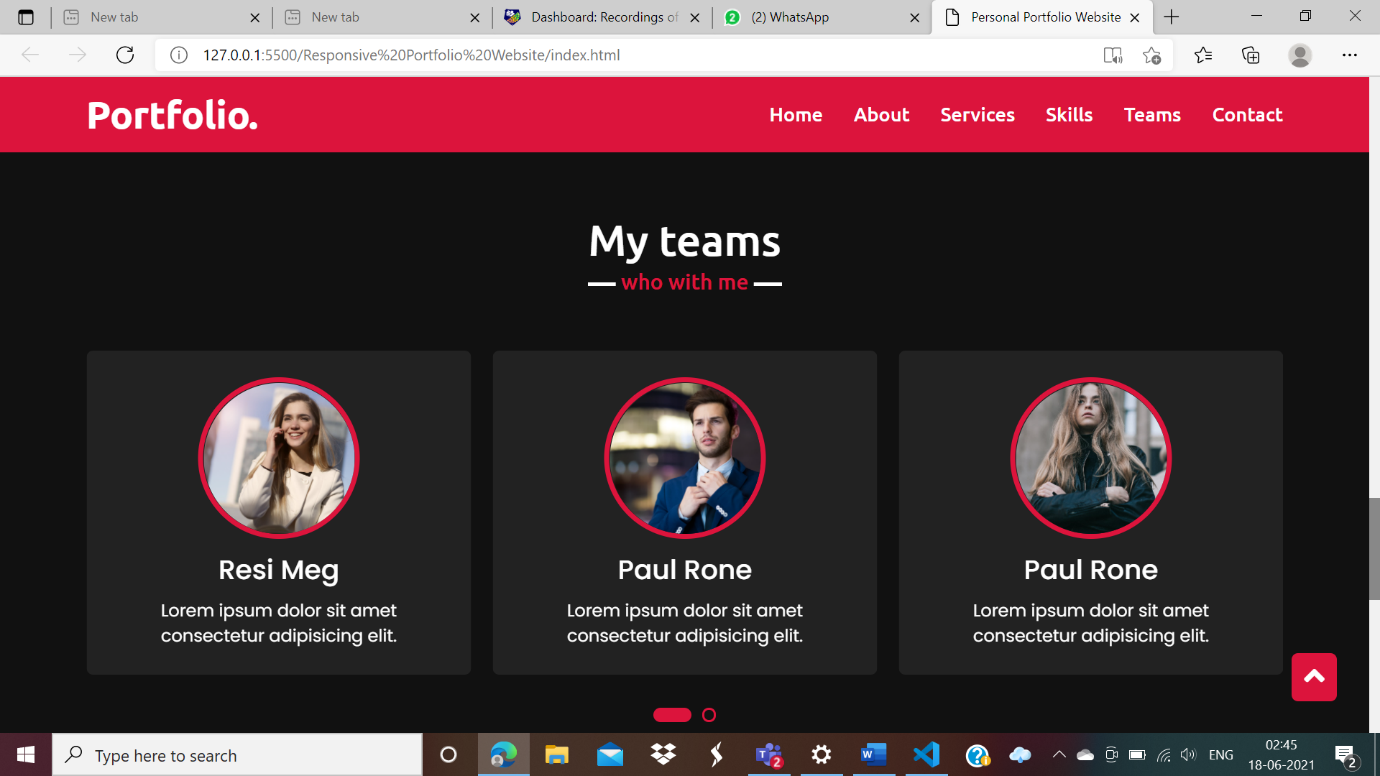 New tab
New tab
Dashboard: Recordings of
(2) WhatsApp
Personal Portfolio Website
127.0.0.1:5500/Responsive%20Portfolio%20Website/index.html
Portfolio.
Home About Services Skills Teams Contact
My teams
who with me
Resi Meg
Lorem ipsum dolor sit amet
consectetur adipisicing elit.
Paul Rone
Lorem ipsum dolor sit amet
consectetur adipisicing elit.
Paul Rone
Lorem ipsum dolor sit amet
consectetur adipisicing elit.
Type here to search
2
ENG
02:45
18-06-2021
2